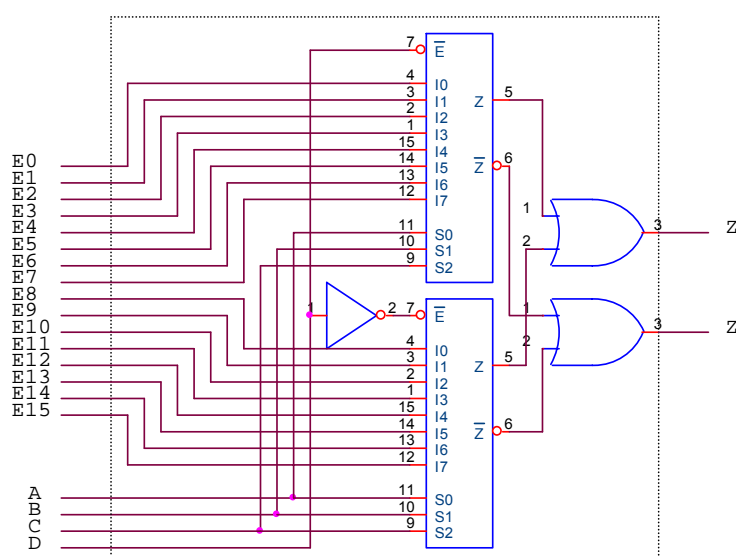 7 E
4 I0
3 I1 Z 5
2 I2
1 I3
15 I4
14 I5 Z 6
13 I6
12 I7
11 S0
10 S1
9 S2
E0
E1
E2
E3
E4
E5
E6
E7
E8
E9
E10
E11
E12
E13
E14
E15
1 2
7 E
4 I0
3 I1 Z 5
2 I2
1 I3
15 I4
14 I5 Z 6
13 I6
12 I7
11 S0
10 S1
9 S2
A
B
C
D
1
2
3 Z
1
2
3 Z